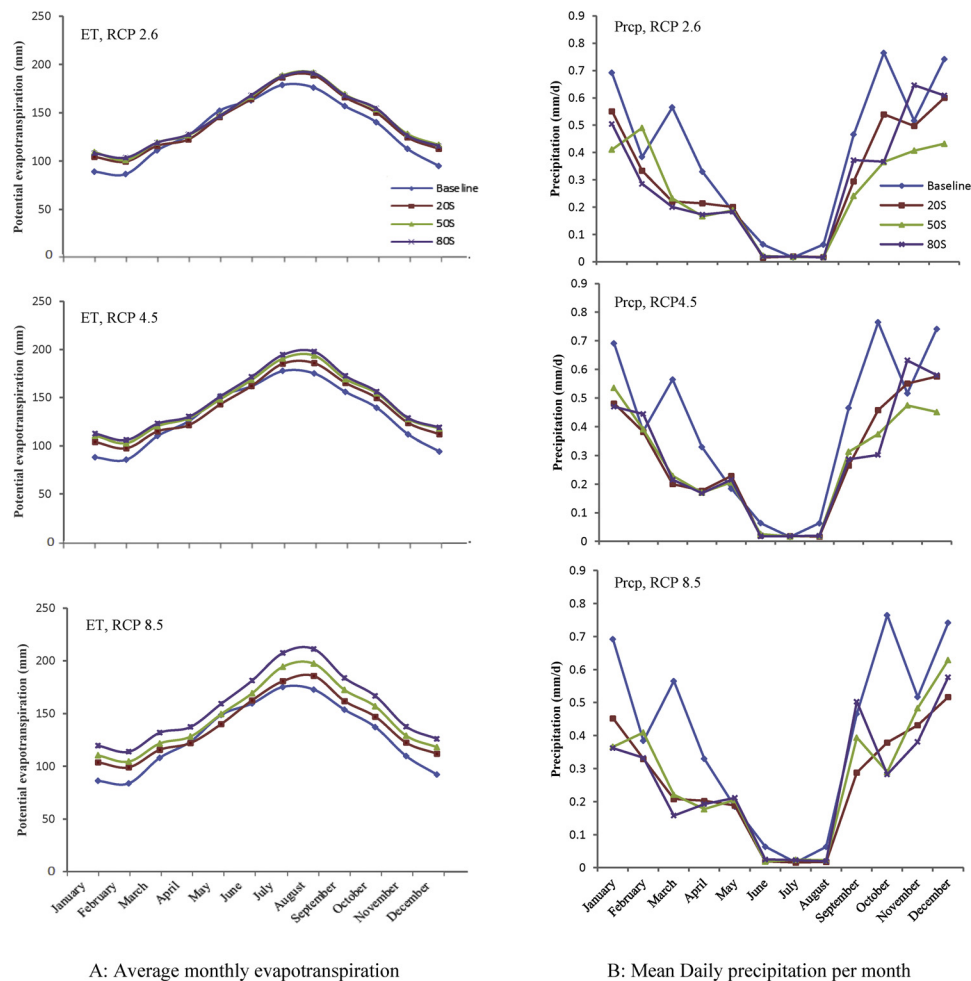 ET, RCP 2.6
Potential evapotranspiration (mm)
250
200
150
100
50
0
Baseline
20S
50S
80S
Prcp, RCP 2.6
Precipitation (mm/d)
0.9
0.8
0.7
0.6
0.5
0.4
0.3
0.2
0.1
0
Baseline
20S
50S
80S
ET, RCP 4.5
Potential evapotranspiration (mm)
250
200
150
100
50
0
Prcp, RCP4.5
Precipitation (mm/d)
0.9
0.8
0.7
0.6
0.5
0.4
0.3
0.2
0.1
0
ET, RCP 8.5
Potential evapotranspiration (mm)
250
200
150
100
50
0
January
February
March
April
May
June
July
August
September
October
November
December
Prcp, RCP 8.5
Precipitation (mm/d)
0.9
0.8
0.7
0.6
0.5
0.4
0.3
0.2
0.1
0
January
February
March
April
May
June
July
August
September
October
November
December
A: Average monthly evapotranspiration
B: Mean Daily precipitation per month